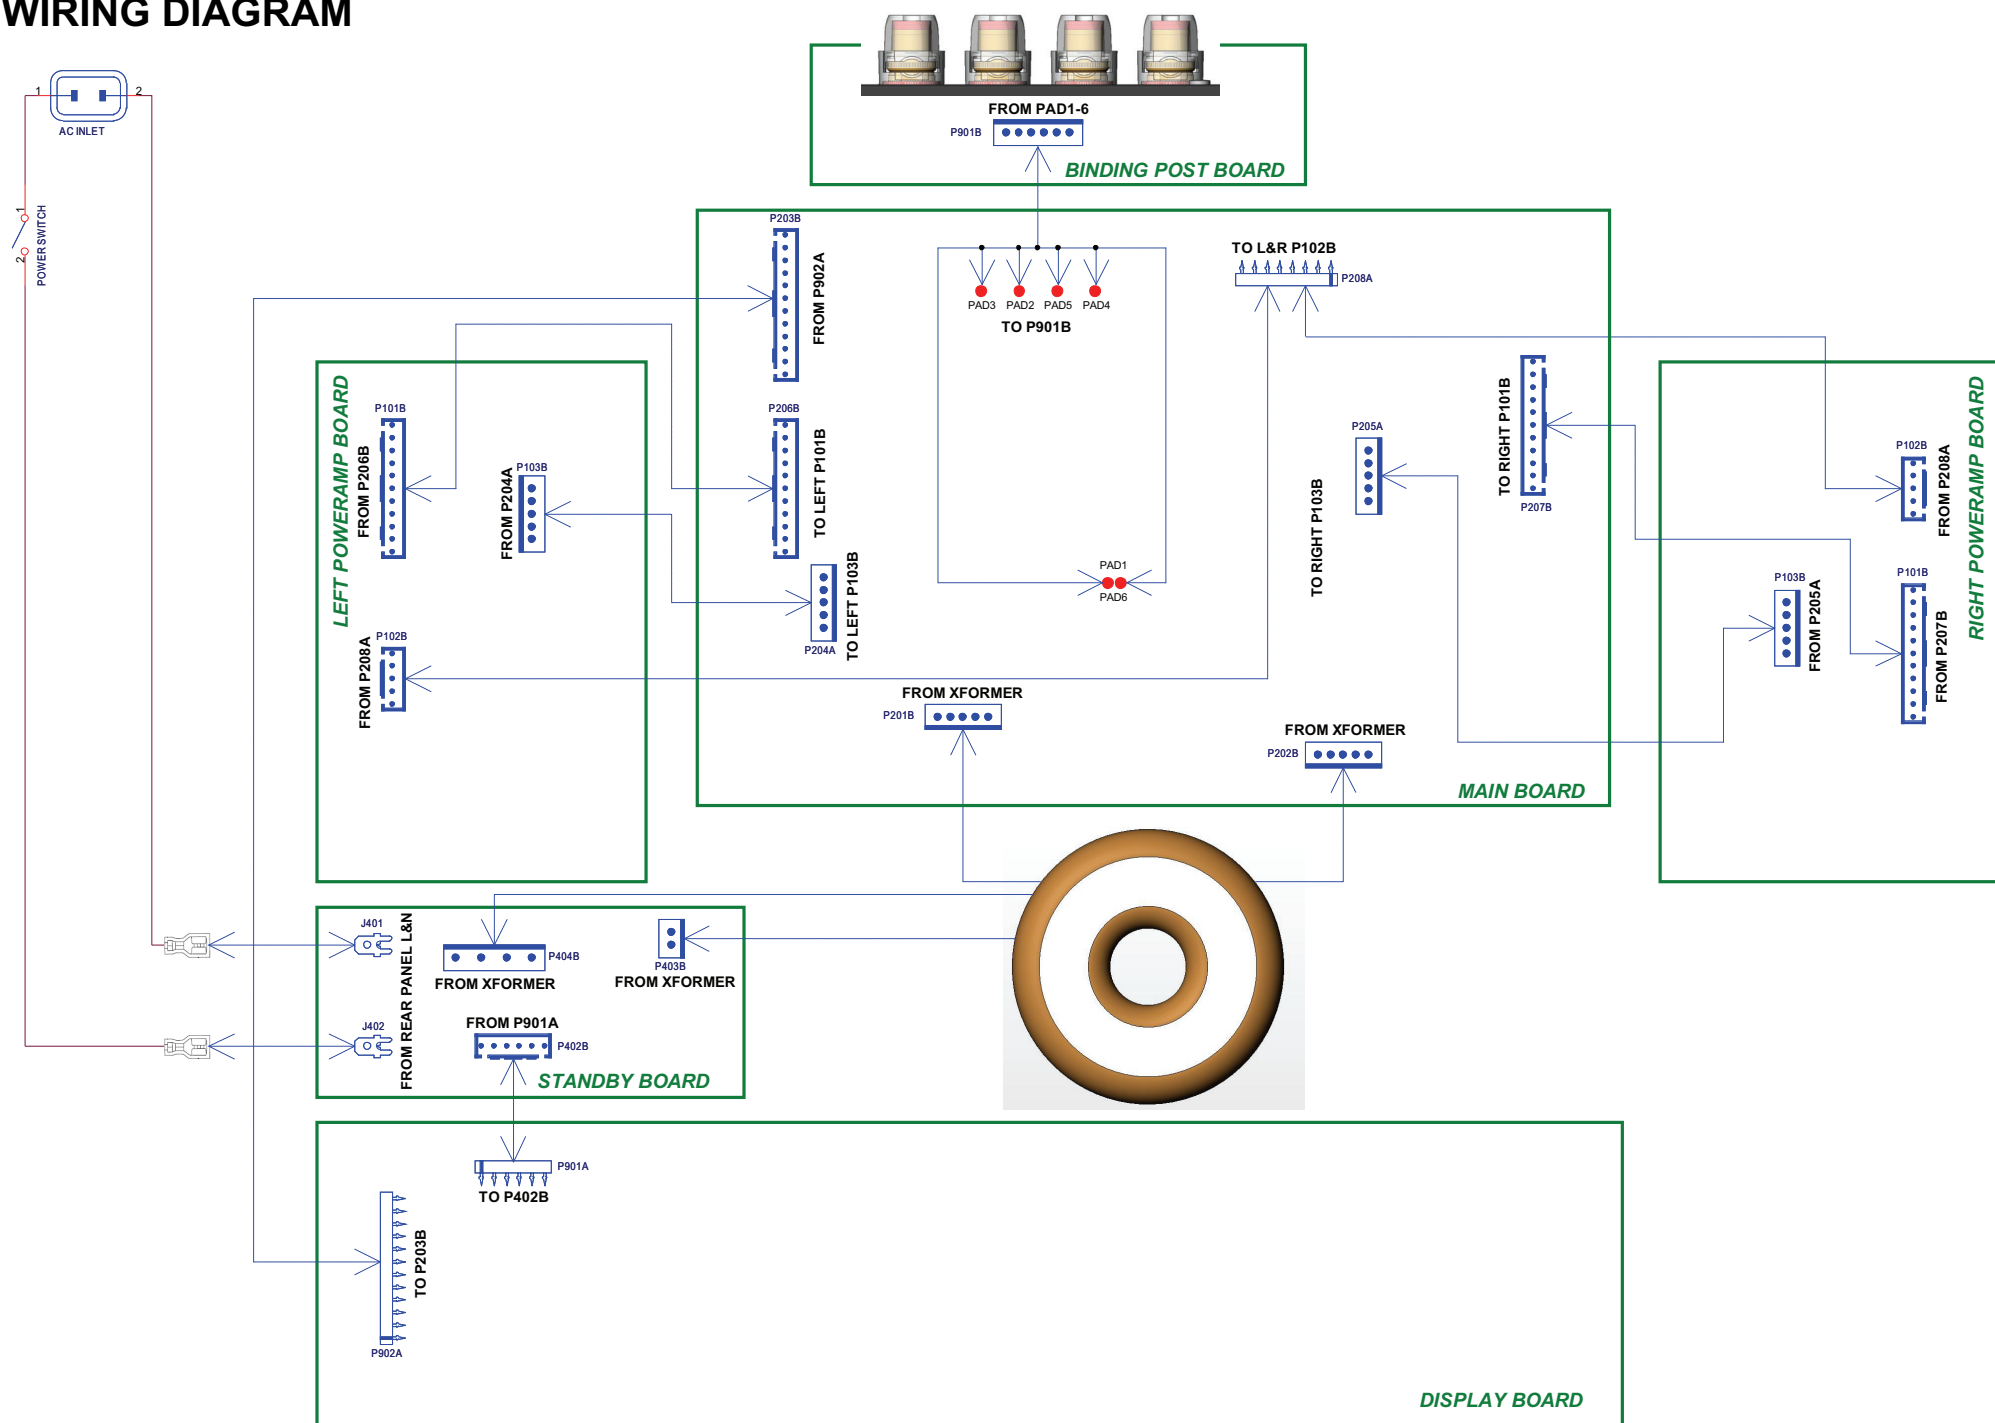 WIRING DIAGRAM
1
2
AC INLET
1
2
POWER SWITCH
FROM PAD1-6
P901B
BINDING POST BOARD
P203B
FROM P902A
PAD3
PAD2
PAD5
PAD4
TO P901B
TO L&R P102B
P208A
LEFT POWERAMP BOARD
P101B
FROM P206B
P103B
FROM P204A
P102B
FROM P208A
P206B
TO LEFT P101B
P204A
TO LEFT P103B
PAD1
PAD6
P205A
TO RIGHT P103B
TO RIGHT P101B
P207B
FROM XFORMER
P201B
FROM XFORMER
P202B
MAIN BOARD
RIGHT POWERAMP BOARD
P102B
FROM P208A
P103B
FROM P205A
P101B
FROM P207B
J401
J402
FROM REAR PANEL L&N
P404B
FROM XFORMER
P403B
FROM XFORMER
FROM P901A
P402B
STANDBY BOARD
P901A
TO P402B
TO P203B
P902A
DISPLAY BOARD